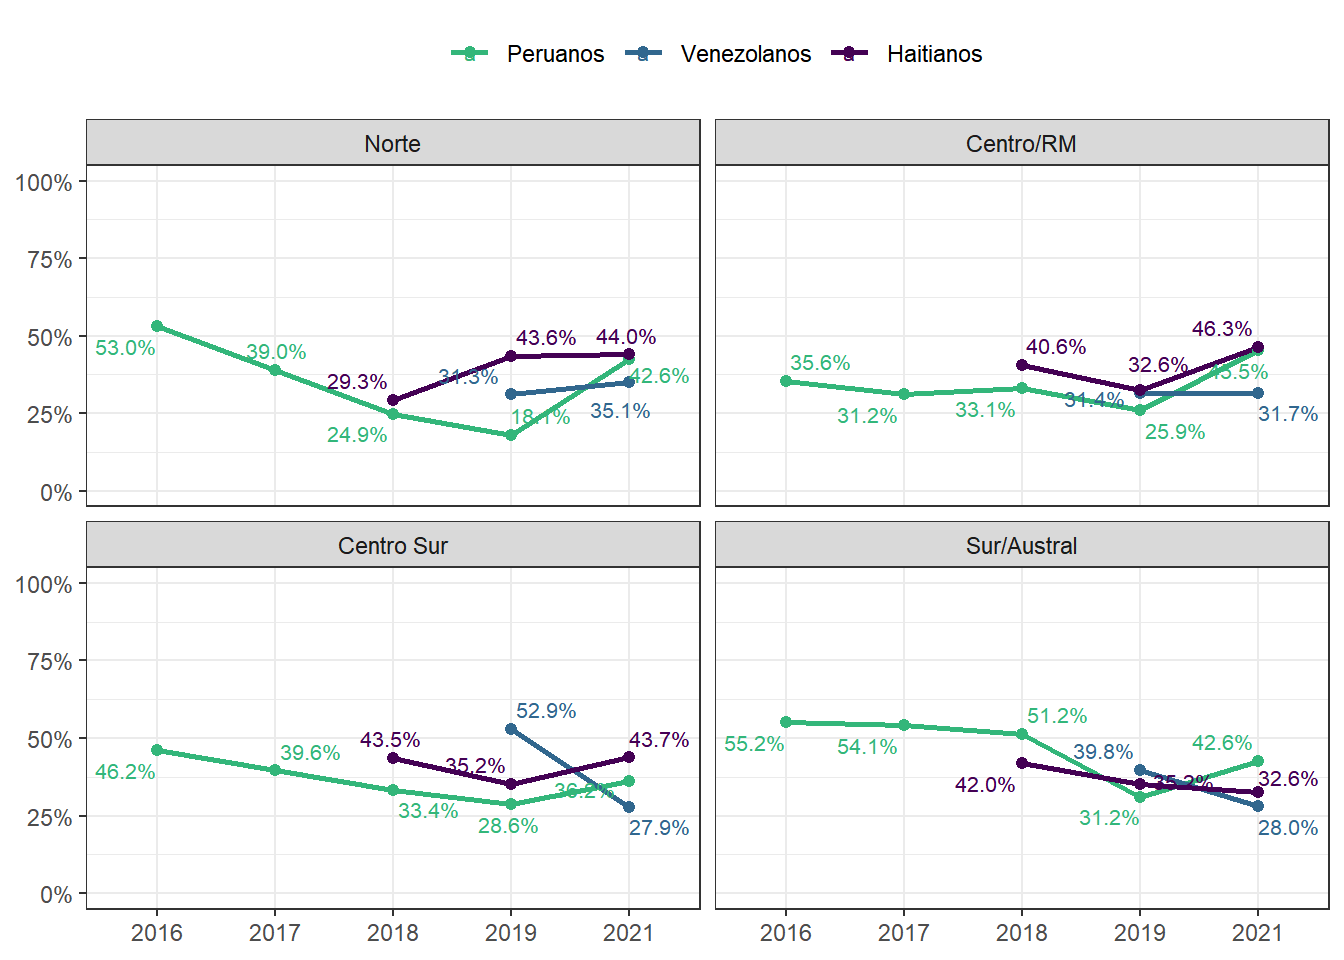 Peruanos Venezolanos Haitianos
Norte Centro/RM
100%
75%
50%
25%
0%
53.0% 39.0% 24.9% 18.1% 42.6%
31.3% 35.1%
29.3% 43.6% 44.0%
35.6% 31.2% 33.1% 25.9% 45.5%
31.4% 31.7%
40.6% 32.6% 46.3%
Centro Sur Sur/Austral
100%
75%
50%
25%
0%
46.2% 39.6% 33.4% 28.6% 36.2%
52.9% 27.9%
43.5% 35.2% 43.7%
55.2% 54.1% 51.2% 31.2% 42.6%
39.8% 28.0%
42.0% 35.2% 32.6%
2016 2017 2018 2019 2021 2016 2017 2018 2019 2021